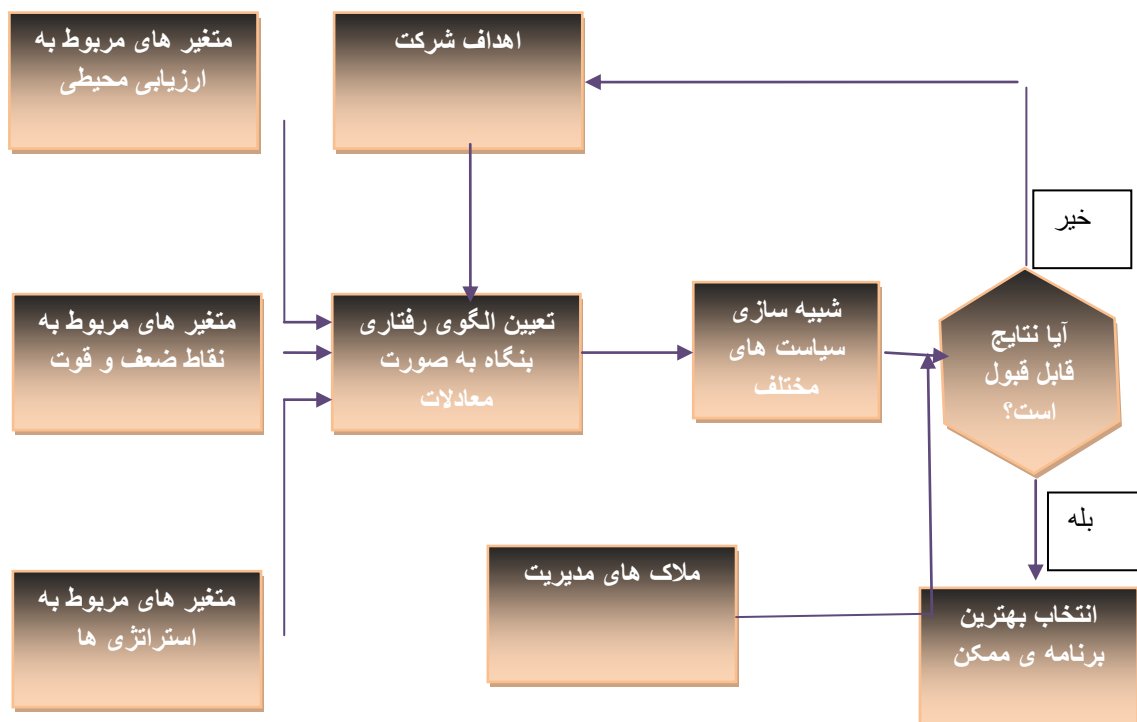 متغیر های مربوط به
ارزیابی محیطی
اهداف شرکت
خیر
متغیر های مربوط به
نقاط ضعف و قوت
تعیین الگوی رفتاری
بنگاه به صورت
معادلات
شبیه سازی
سیاست های
مختلف
آیا نتایج
قابل قبول
است؟
بله
متغیر های مربوط به
استراتژی ها
ملاک های مدیریت
انتخاب بهترین
برنامه ی ممکن